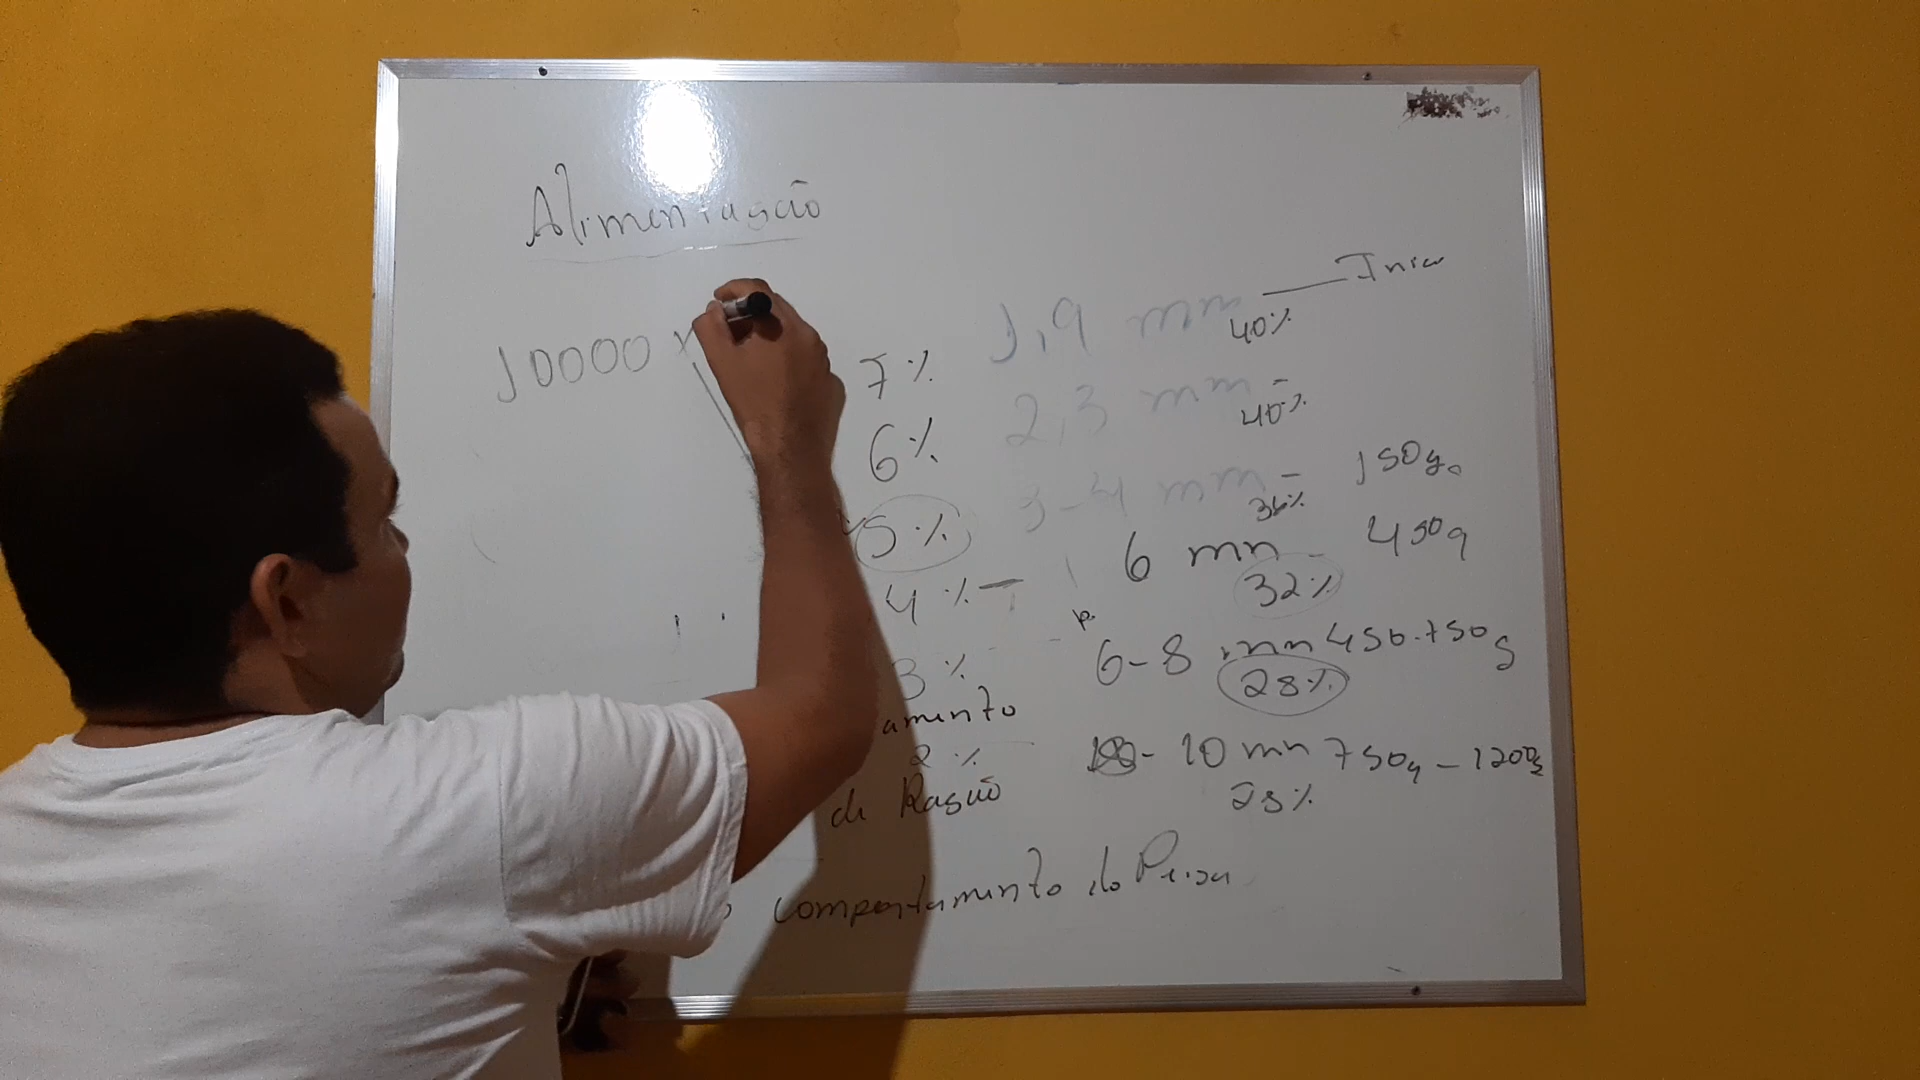 Alimentação
Inicı
10000 x
7% 1,9 mm
40%
6% 2,3 mm -
40%
5% 3-4 mm - 150g
36%
4% - 6 mm - 450g
32%
3% 6-8 mm 450-750g
28%
amento
2% - 10 mm 750g - 1200g
28%
de Ração
comportamento do Peixe